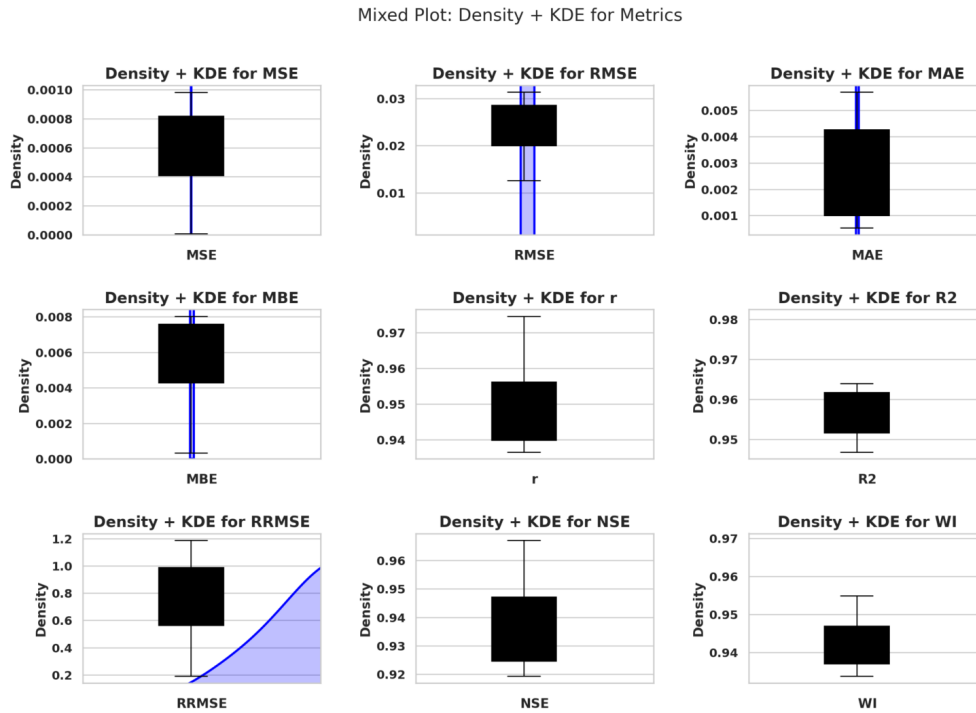 Mixed Plot: Density + KDE for Metrics
Density + KDE for MSE
Density
0.0010
0.0008
0.0006
0.0004
0.0002
0.0000
MSE
Density + KDE for RMSE
Density
0.03
0.02
0.01
RMSE
Density + KDE for MAE
Density
0.005
0.004
0.003
0.002
0.001
MAE
Density + KDE for MBE
Density
0.008
0.006
0.004
0.002
0.000
MBE
Density + KDE for r
Density
0.97
0.96
0.95
0.94
r
Density + KDE for R2
Density
0.98
0.97
0.96
0.95
R2
Density + KDE for RRMSE
Density
1.2
1.0
0.8
0.6
0.4
0.2
RRMSE
Density + KDE for NSE
Density
0.96
0.95
0.94
0.93
0.92
NSE
Density + KDE for WI
Density
0.97
0.96
0.95
0.94
WI